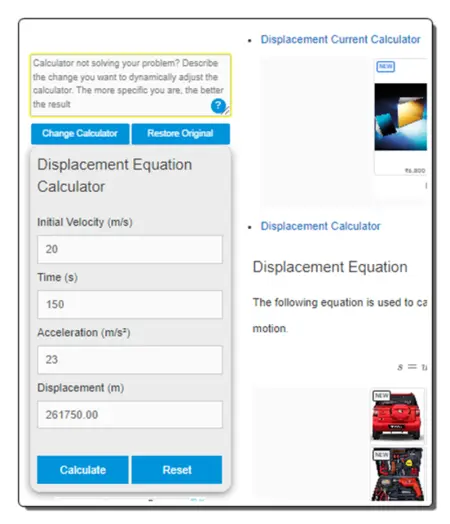 Calculator not solving your problem? Describe
the change you want to dynamically adjust the
calculator. The more specific you are, the better
the result
?
Change Calculator
Restore Original
Displacement Equation
Calculator
Initial Velocity (m/s)
20
Time (s)
150
Acceleration (m/s²)
23
Displacement (m)
261750.00
Calculate
Reset
Displacement Current Calculator
NEW
Displacement Calculator
Displacement Equation
The following equation is used to ca
motion.
s = u
NEW
NEW